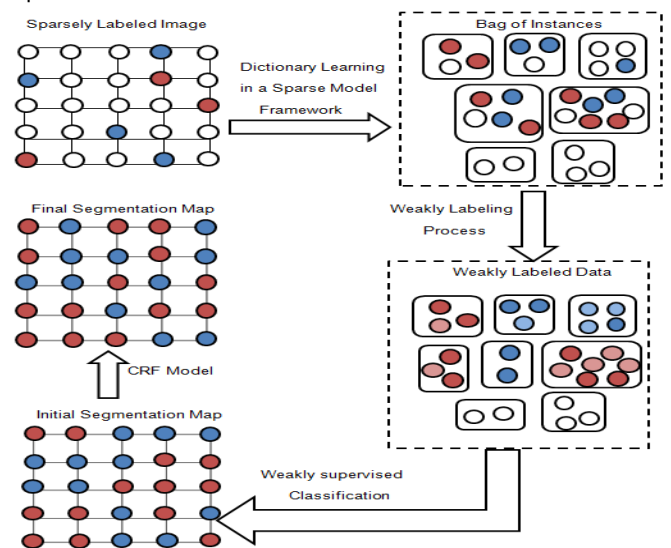 Sparsely Labeled Image
Bag of Instances
Dictionary Learning
in a Sparse Model
Framework
Final Segmentation Map
Weakly Labeling
Process
Weakly Labeled Data
CRF Model
Initial Segmentation Map
Weakly supervised
Classification